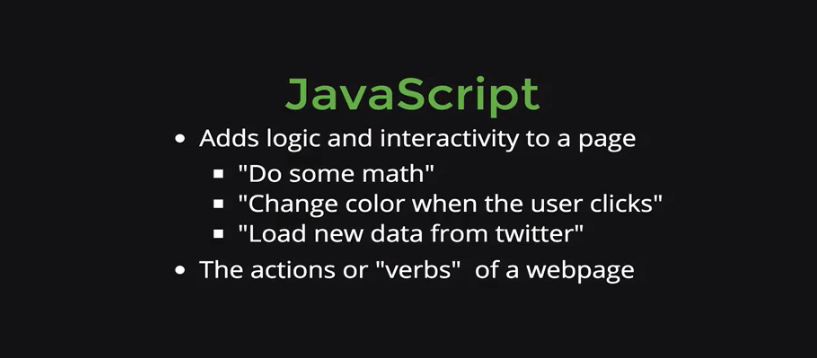 JavaScript
• Adds logic and interactivity to a page
▪ "Do some math"
▪ "Change color when the user clicks"
▪ "Load new data from twitter"
• The actions or "verbs" of a webpage